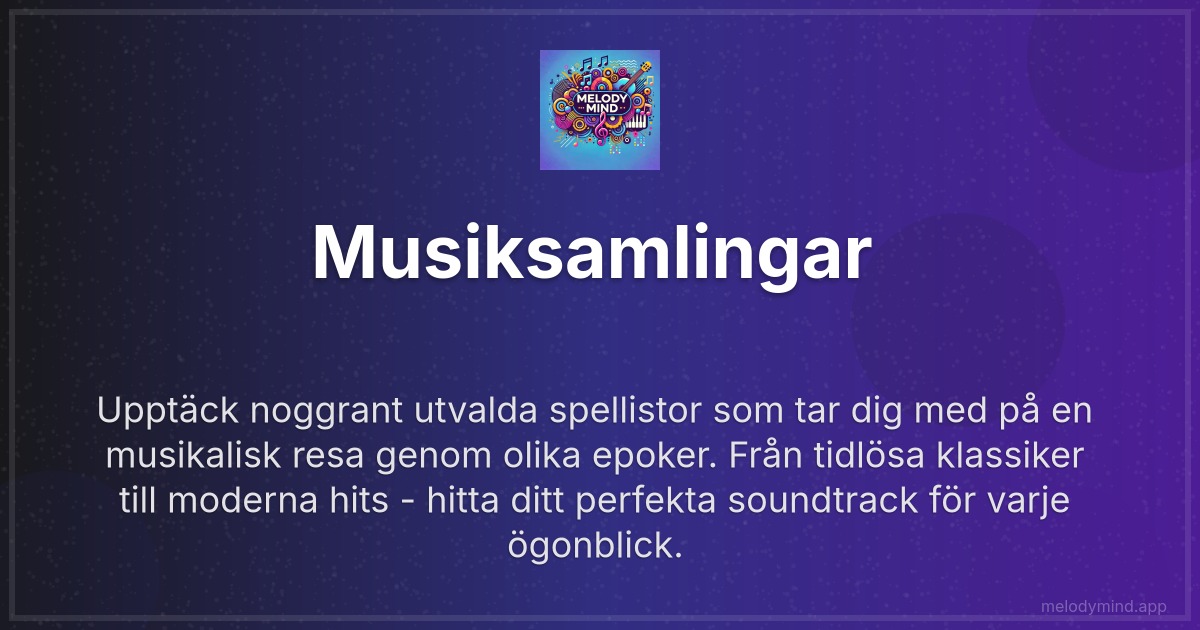 MELODY
MIND
Musiksamlingar
Upptäck noggrant utvalda spellistor som tar dig med på en
musikalisk resa genom olika epoker. Från tidlösa klassiker
till moderna hits - hitta ditt perfekta soundtrack för varje
ögonblick.
melodymind.app